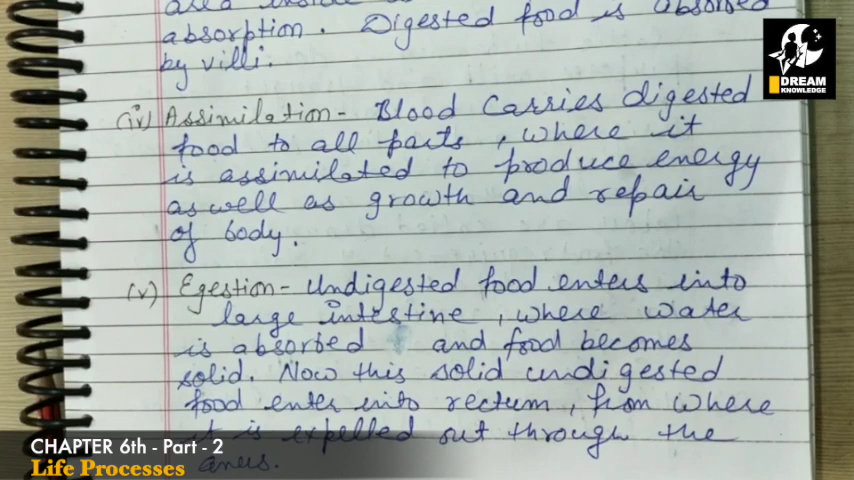 area inside
absorption. Digested food is absorbed
by villi.
(iv) Assimilation - Blood carries digested
food to all parts, where it
is assimilated to produce energy
as well as growth and repair
of body.
(v) Egestion - Undigested food enters into
large intestine, where water
is absorbed and food becomes
solid. Now this solid undigested
food enter into rectum, from where
it is expelled out through the
anus.
DREAM
KNOWLEDGE
CHAPTER 6th - Part - 2
Life Processes